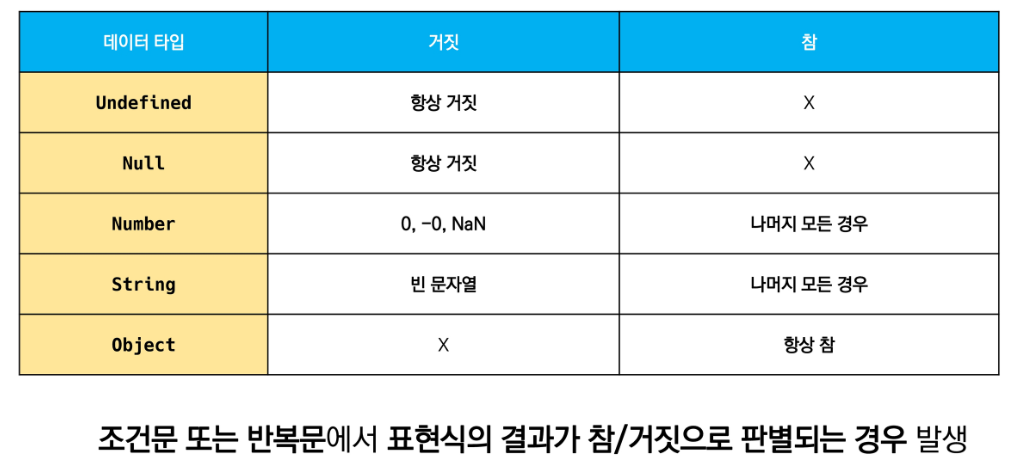 데이터 타입 거짓 참
Undefined 항상 거짓 X
Null 항상 거짓 X
Number 0, -0, NaN 나머지 모든 경우
String 빈 문자열 나머지 모든 경우
Object X 항상 참
조건문 또는 반복문에서 표현식의 결과가 참/거짓으로 판별되는 경우 발생